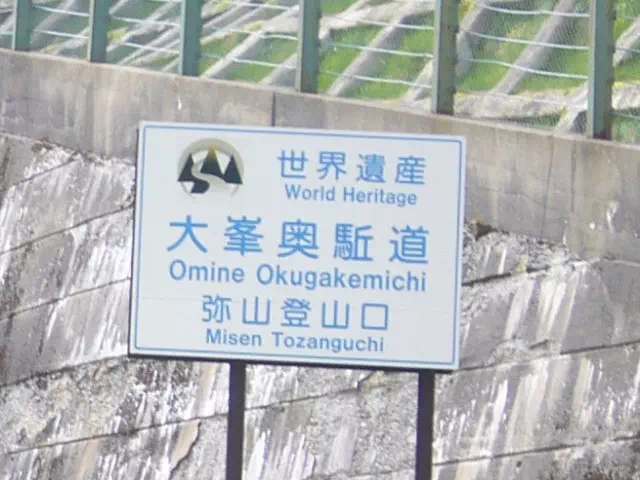 世界遺産
World Heritage
大峯奥駈道
Omine Okugakemichi
弥山登山口
Misen Tozanguchi